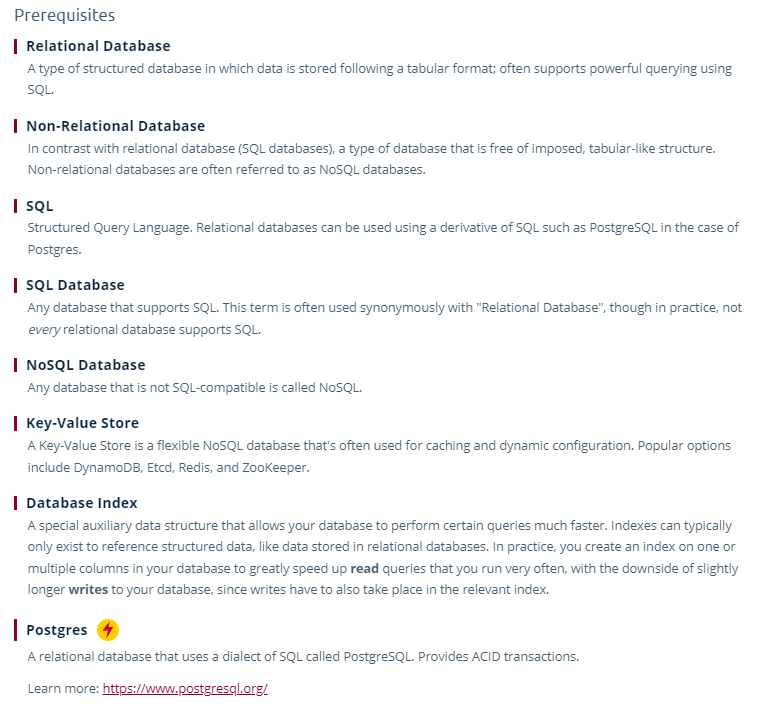 Prerequisites
Relational Database
A type of structured database in which data is stored following a tabular format; often supports powerful querying using
SQL.
Non-Relational Database
In contrast with relational database (SQL databases), a type of database that is free of imposed, tabular-like structure.
Non-relational databases are often referred to as NoSQL databases.
SQL
Structured Query Language. Relational databases can be used using a derivative of SQL such as PostgreSQL in the case of
Postgres.
SQL Database
Any database that supports SQL. This term is often used synonymously with "Relational Database", though in practice, not
every relational database supports SQL.
NoSQL Database
Any database that is not SQL-compatible is called NoSQL.
Key-Value Store
A Key-Value Store is a flexible NoSQL database that's often used for caching and dynamic configuration. Popular options
include DynamoDB, Etcd, Redis, and ZooKeeper.
Database Index
A special auxiliary data structure that allows your database to perform certain queries much faster. Indexes can typically
only exist to reference structured data, like data stored in relational databases. In practice, you create an index on one or
multiple columns in your database to greatly speed up read queries that you run very often, with the downside of slightly
longer writes to your database, since writes have to also take place in the relevant index.
Postgres
A relational database that uses a dialect of SQL called PostgreSQL. Provides ACID transactions.
Learn more: https://www.postgresql.org/